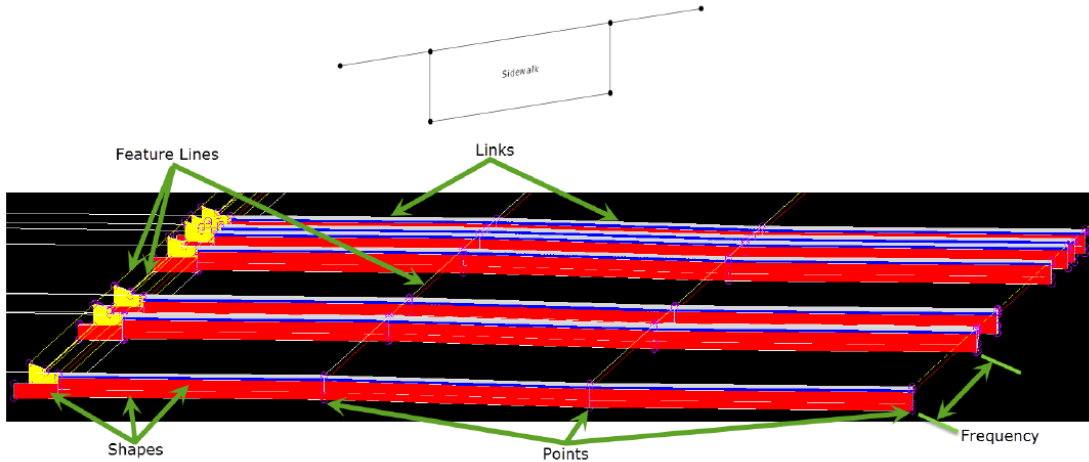 Sidewalk
Feature Lines
Links
Shapes
Points
Frequency